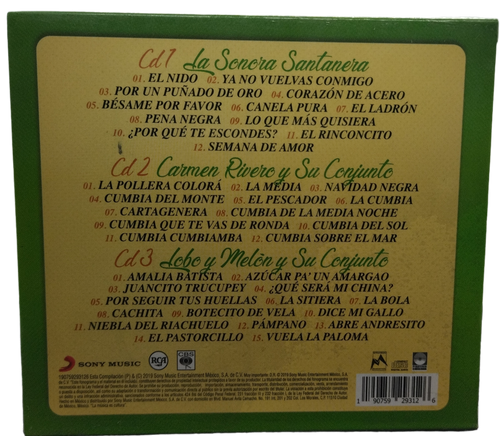 Cd 1 La Sonora Santanera
01. EL NIDO 02. YA NO VUELVAS CONMIGO
03. POR UN PUÑADO DE ORO 04. CORAZÓN DE ACERO
05. BÉSAME POR FAVOR 06. CANELA PURA 07. EL LADRÓN
08. PENA NEGRA 09. LO QUE MÁS QUISIERA
10. ¿POR QUÉ TE ESCONDES? 11. EL RINCONCITO
12. SEMANA DE AMOR
Cd 2 Carmen Rivero y Su Conjunto
01. LA POLLERA COLORÁ 02. LA MEDIA 03. NAVIDAD NEGRA
04. CUMBIA DEL MONTE 05. EL PESCADOR 06. LA CUMBIA
07. CARTAGENERA 08. CUMBIA DE LA MEDIA NOCHE
09. CUMBIA QUE TE VAS DE RONDA 10. CUMBIA DEL SOL
11. CUMBIA CUMBIAMBA 12. CUMBIA SOBRE EL MAR
Cd 3 Lobo y Melón y Su Conjunto
01. AMALIA BATISTA 02. AZÚCAR PA' UN AMARGAO
03. JUANCITO TRUCUPEY 04. ¿QUÉ SERÁ MI CHINA?
05. POR SEGUIR TUS HUELLAS 06. LA SITIERA 07. LA BOLA
08. CACHITA 09. BOTECITO DE VELA 10. DICE MI GALLO
11. NIEBLA DEL RIACHUELO 12. PÁMPANO 13. ABRE ANDRESITO
14. EL PASTORCILLO 15. VUELA LA PALOMA
SONY MUSIC RCA CBS
1 90759 29312 6